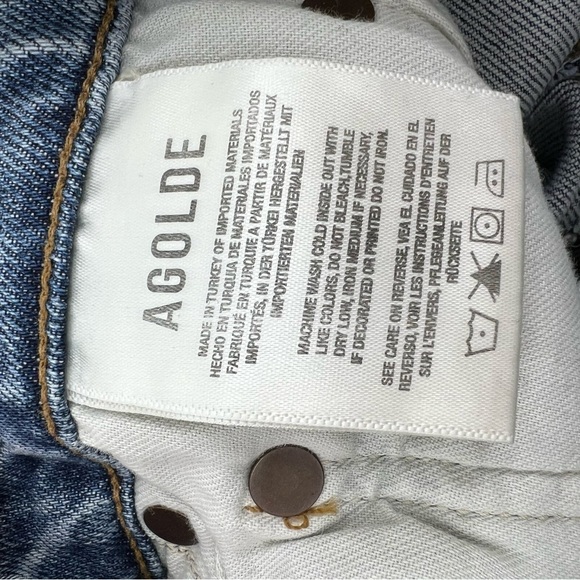 AGOLDE
MADE IN TURKEY OF IMPORTED MATERIALS
HECHO EN TURQUIA DE MATERIALES IMPORTADOS
FABRIQUÉ EN TURQUIE A PARTIR DE MATÉRIAUX
IMPORTÉS, IN DER TÜRKEI HERGESTELLT MIT
IMPORTIERTEM MATERIALIEN
MACHINE WASH COLD INSIDE OUT WITH
LIKE COLORS, DO NOT BLEACH,TUMBLE
DRY LOW, IRON MEDIUM IF NECESSARY,
IF DECORATED OR PRINTED DO NOT IRON.
SEE CARE ON REVERSE, VEA EL CUIDADO EN EL
REVERSO, VOIR LES INSTRUCTIONS D'ENTRETIEN
SUR L'ENVERS, PFLEGEANLEITUNG AUF DER
RÜCKSEITE